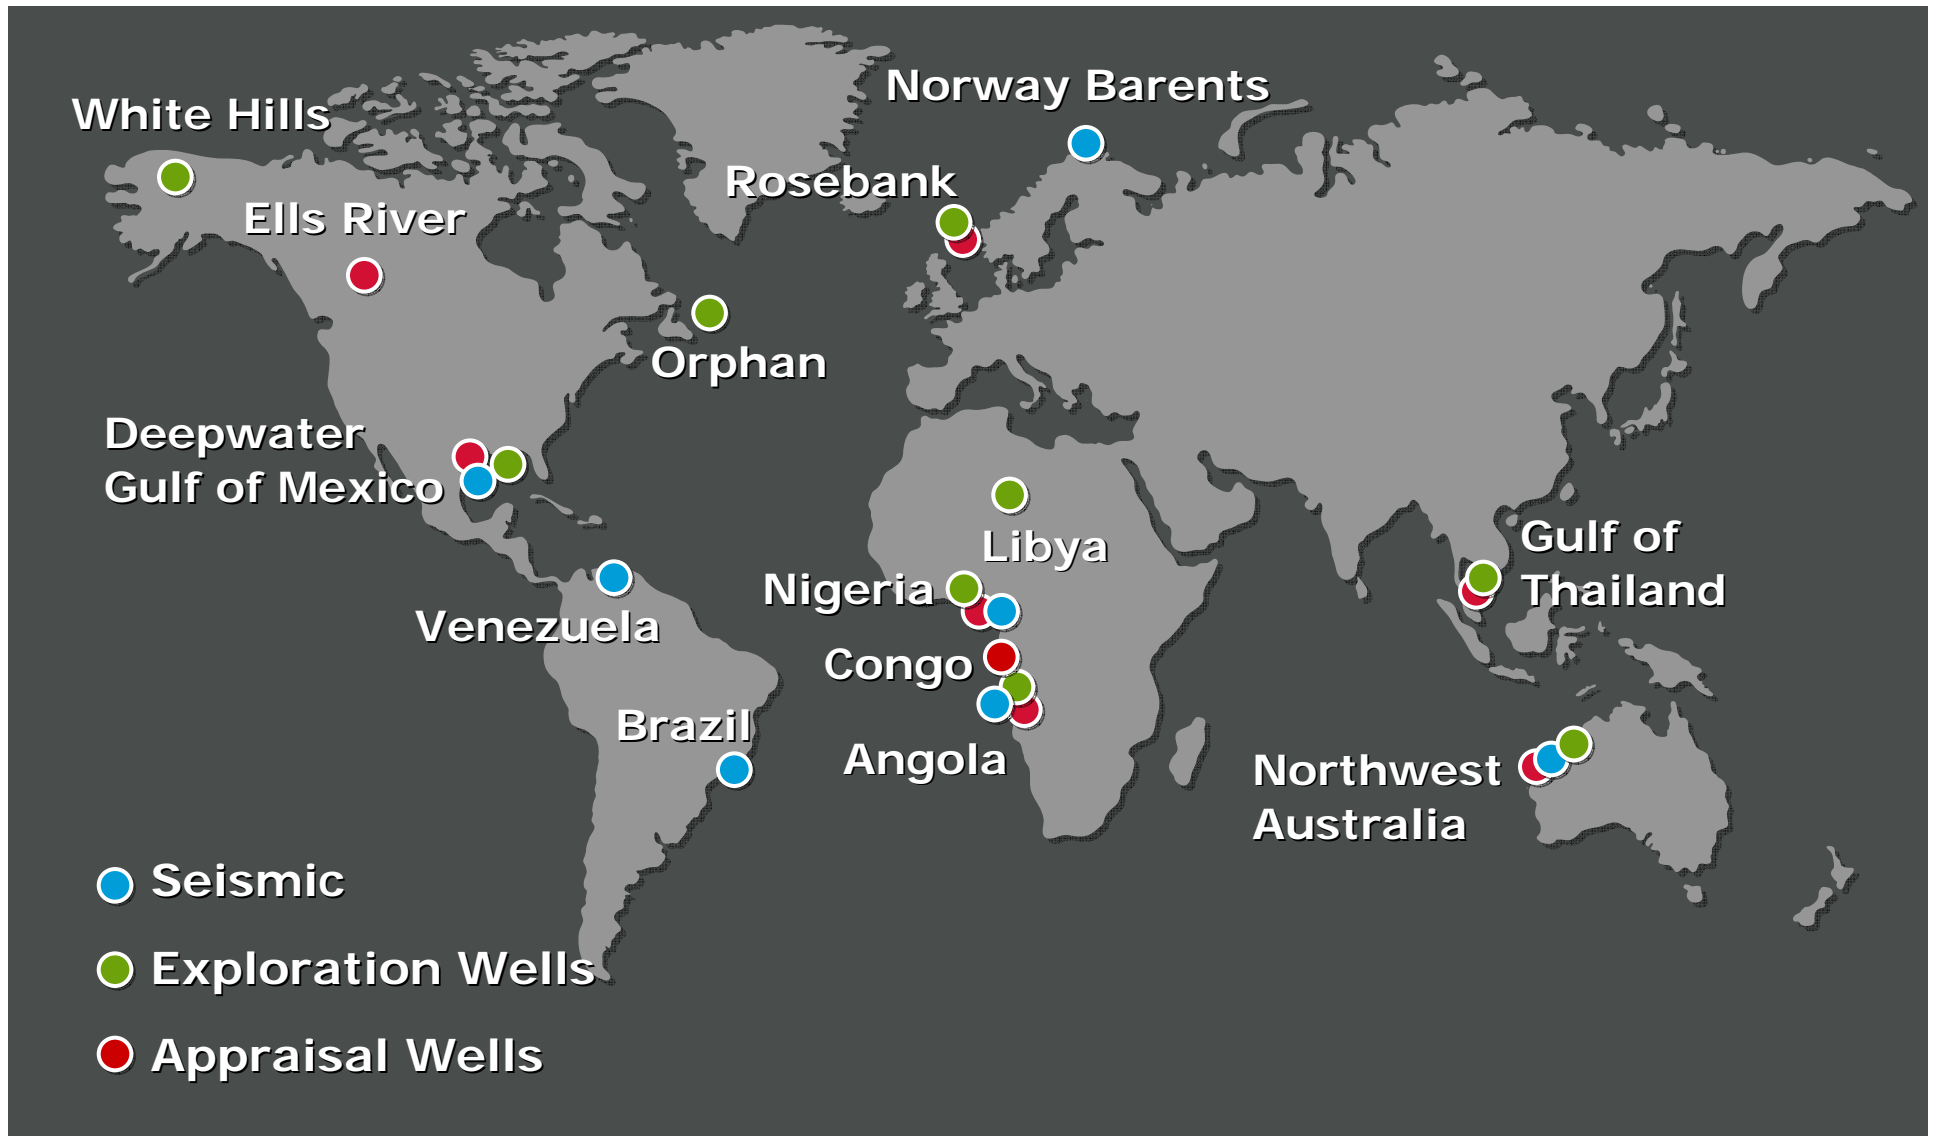 Norway Barents
White Hills
Rosebank
Ells River
Orphan
Deepwater
Gulf of Mexico
Libya
Gulf of
Thailand
Nigeria
Venezuela
Congo
Brazil
Angola
Northwest
Australia
Seismic
Exploration Wells
Appraisal Wells